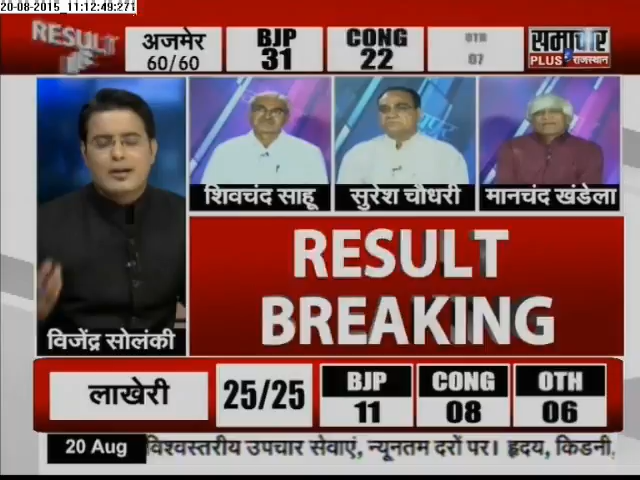 20-08-2015_11:12:49:271
RESULT
अजमेर
60/60
BJP
31
CONG
22
OTH
07
समाचार
PLUS राजस्थान
शिवचंद साहू
सुरेश चौधरी
मानचंद खंडेला
विजेंद्र सोलंकी
RESULT
BREAKING
लाखेरी
25/25
BJP
11
CONG
08
OTH
06
20 Aug
विश्वस्तरीय उपचार सेवाएं, न्यूनतम दरों पर। हृदय, किडनी,